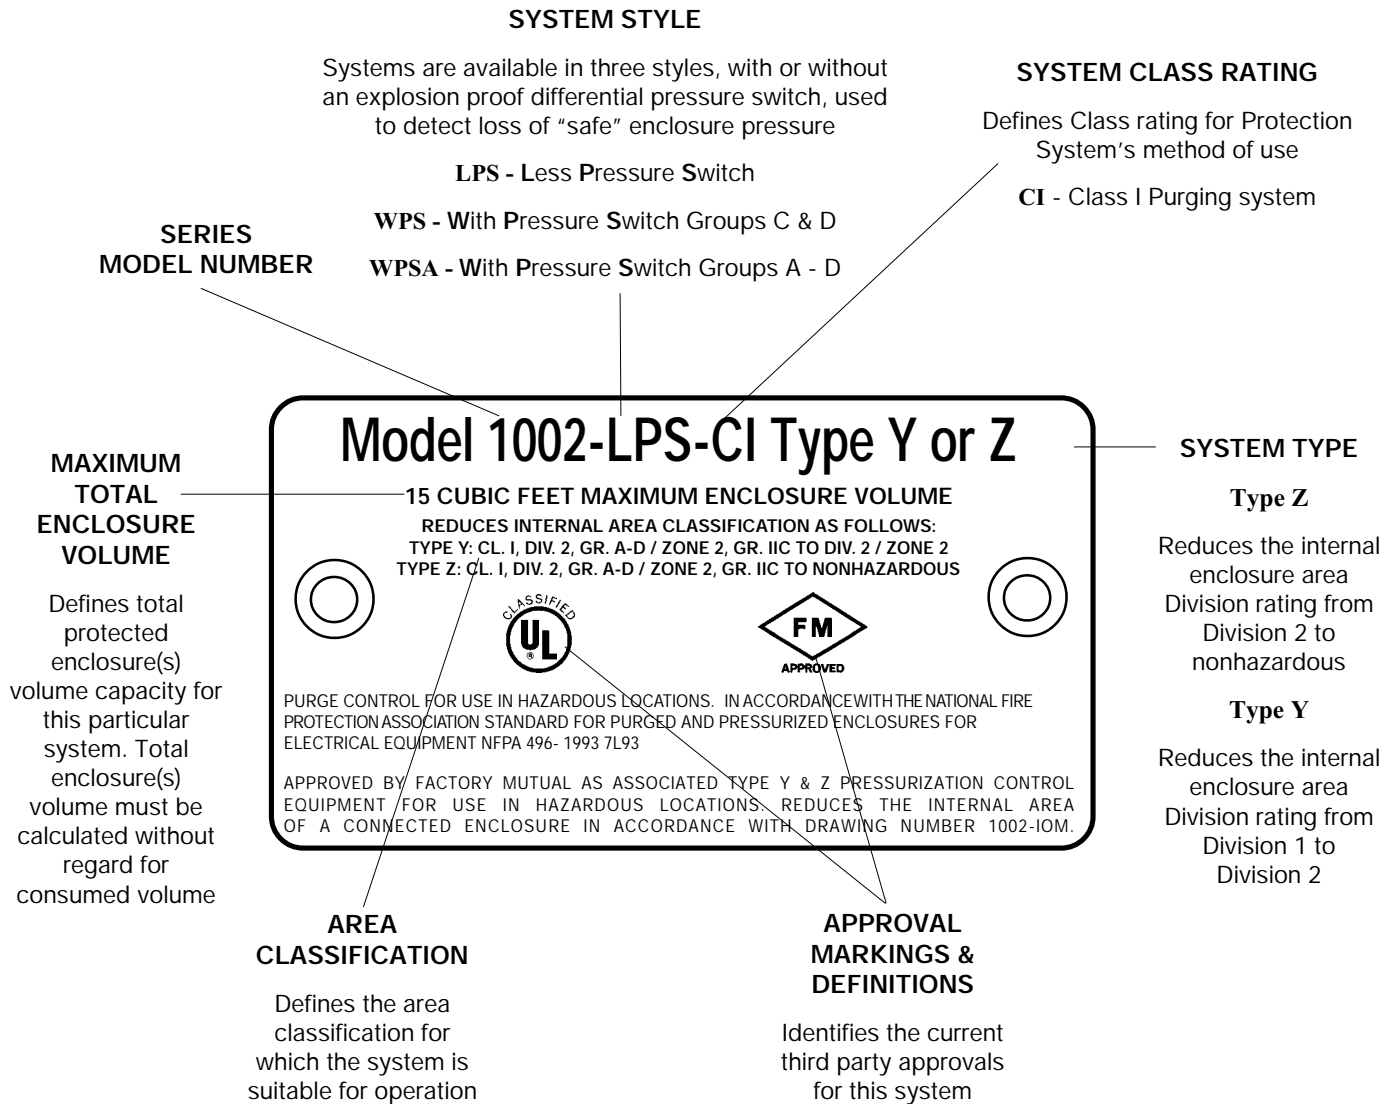 SYSTEM STYLE
Systems are available in three styles, with or without
an explosion proof differential pressure switch, used
to detect loss of “safe” enclosure pressure
LPS - Less Pressure Switch
WPS - With Pressure Switch Groups C & D
WPSA - With Pressure Switch Groups A - D
SYSTEM CLASS RATING
Defines Class rating for Protection
System’s method of use
CI - Class I Purging system
SERIES
MODEL NUMBER
Model 1002-LPS-CI Type Y or Z
15 CUBIC FEET MAXIMUM ENCLOSURE VOLUME
REDUCES INTERNAL AREA CLASSIFICATION AS FOLLOWS:
TYPE Y: CL. I, DIV. 2, GR. A-D / ZONE 2, GR. IIC TO DIV. 2 / ZONE 2
TYPE Z: CL. I, DIV. 2, GR. A-D / ZONE 2, GR. IIC TO NONHAZARDOUS
CLASSIFIED
UL
®
FM
APPROVED
PURGE CONTROL FOR USE IN HAZARDOUS LOCATIONS. IN ACCORDANCE WITH THE NATIONAL FIRE
PROTECTION ASSOCIATION STANDARD FOR PURGED AND PRESSURIZED ENCLOSURES FOR
ELECTRICAL EQUIPMENT NFPA 496- 1993 7L93
APPROVED BY FACTORY MUTUAL AS ASSOCIATED TYPE Y & Z PRESSURIZATION CONTROL
EQUIPMENT FOR USE IN HAZARDOUS LOCATIONS. REDUCES THE INTERNAL AREA
OF A CONNECTED ENCLOSURE IN ACCORDANCE WITH DRAWING NUMBER 1002-IOM.
MAXIMUM
TOTAL
ENCLOSURE
VOLUME
Defines total
protected
enclosure(s)
volume capacity for
this particular
system. Total
enclosure(s)
volume must be
calculated without
regard for
consumed volume
SYSTEM TYPE
Type Z
Reduces the internal
enclosure area
Division rating from
Division 2 to
nonhazardous
Type Y
Reduces the internal
enclosure area
Division rating from
Division 1 to
Division 2
AREA
CLASSIFICATION
Defines the area
classification for
which the system is
suitable for operation
APPROVAL
MARKINGS &
DEFINITIONS
Identifies the current
third party approvals
for this system